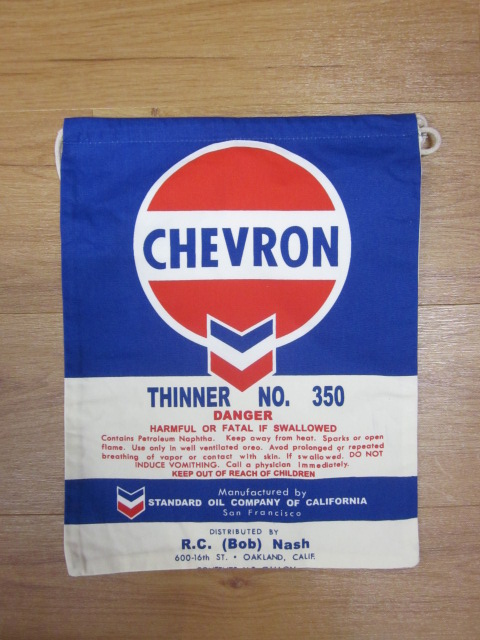 CHEVRON
THINNER NO. 350
DANGER
HARMFUL OR FATAL IF SWALLOWED
Contains Petroleum Naphtha. Keep away from heat. Sparks or open
flame. Use only in well ventilated area. Avod prolonged or repeated
breathing of vapor or contact with skin. If swallowed. DO NOT
INDUCE VOMITHING. Call a physician Immediately.
KEEP OUT OF REACH OF CHILDREN
Manufactured by
STANDARD OIL COMPANY OF CALIFORNIA
San Francisco
DISTRIBUTED BY
R.C. (Bob) Nash
600-16th ST. • OAKLAND, CALIF.